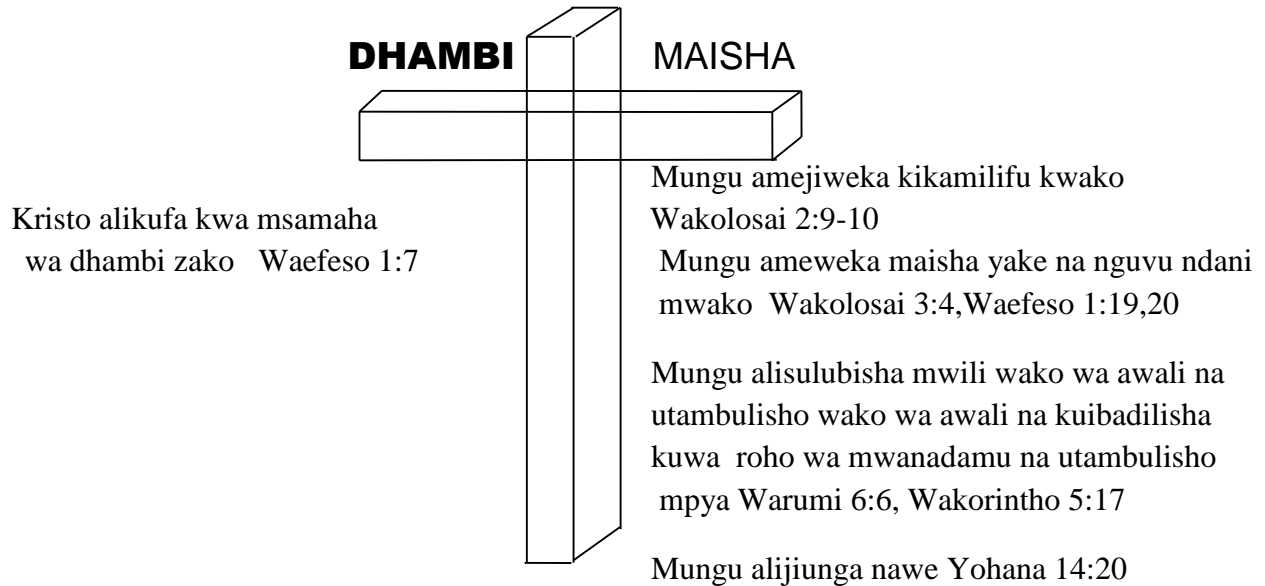 DHAMBI
MAISHA
Kristo alikufa kwa msamaha
wa dhambi zako Waefeso 1:7
Mungu amejiweka kikamilifu kwako
Wakolosai 2:9-10
Mungu ameweka maisha yake na nguvu ndani
mwako Wakolosai 3:4,Waefeso 1:19,20
Mungu alisulubisha mwili wako wa awali na
utambulisho wako wa awali na kuibadilisha
kuwa roho wa mwanadamu na utambulisho
mpya Warumi 6:6, Wakorintho 5:17
Mungu alijiunga nawe Yohana 14:20